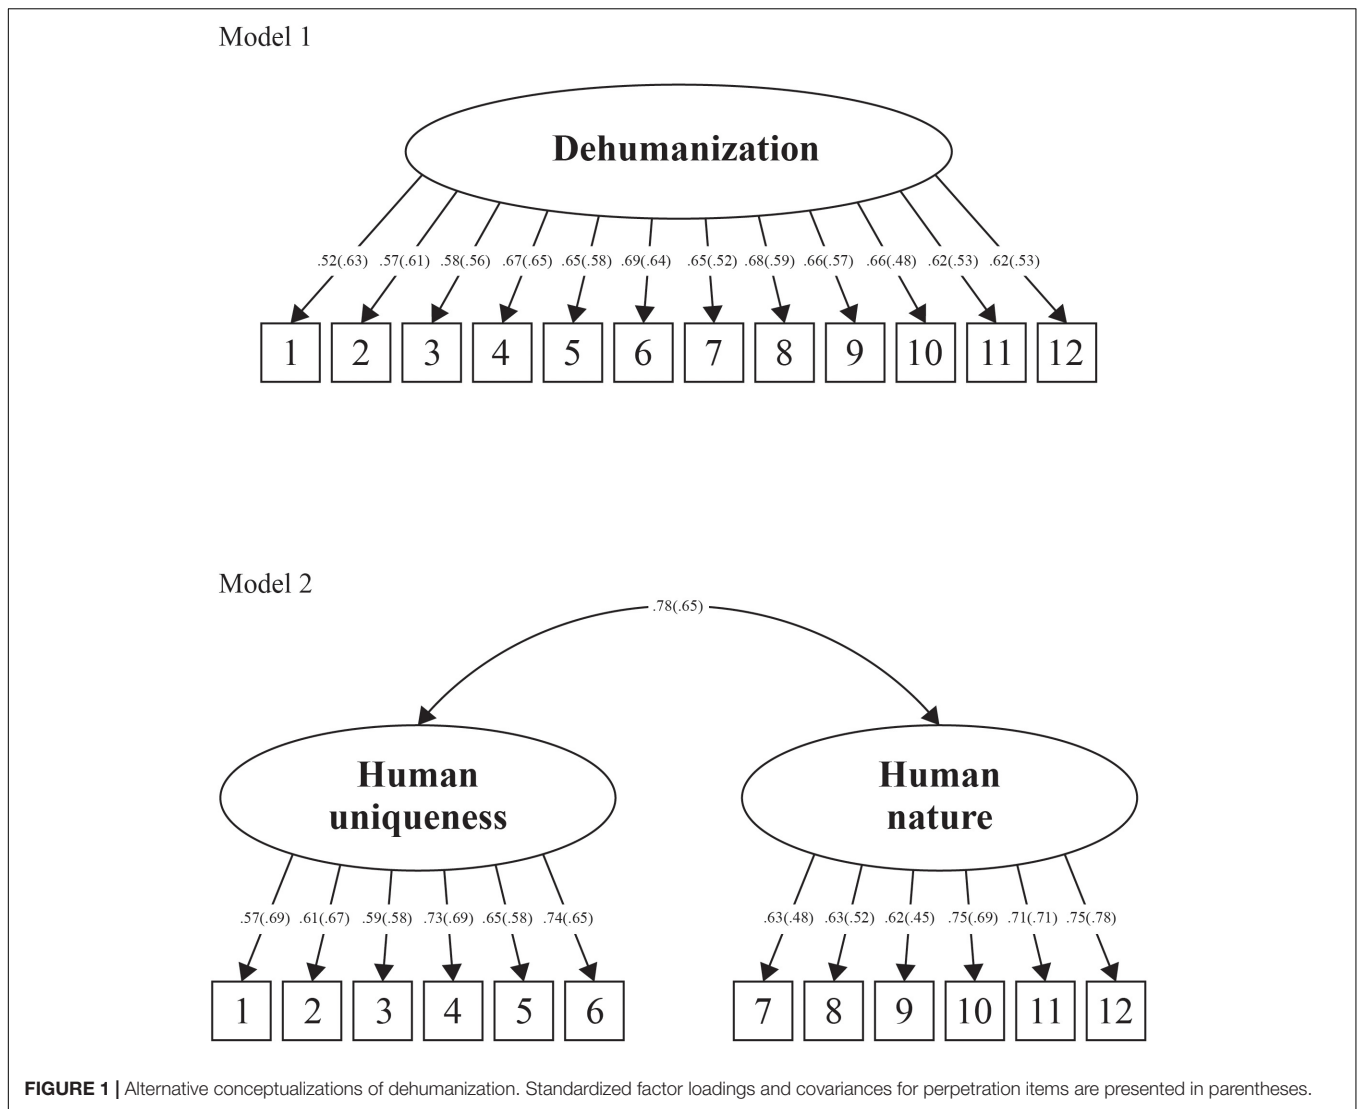 Model 1
Dehumanization
.52(.63) .57(.61) .58(.56) .67(.65) .65(.58) .69(.64) .65(.52) .68(.59) .66(.57) .66(.48) .62(.53) .62(.53)
1 2 3 4 5 6 7 8 9 10 11 12
Model 2
.78(.65)
Human
uniqueness
Human
nature
.57(.69) .61(.67) .59(.58) .73(.69) .65(.58) .74(.65)
.63(.48) .63(.52) .62(.45) .75(.69) .71(.71) .75(.78)
1 2 3 4 5 6
7 8 9 10 11 12
FIGURE 1 | Alternative conceptualizations of dehumanization. Standardized factor loadings and covariances for perpetration items are presented in parentheses.